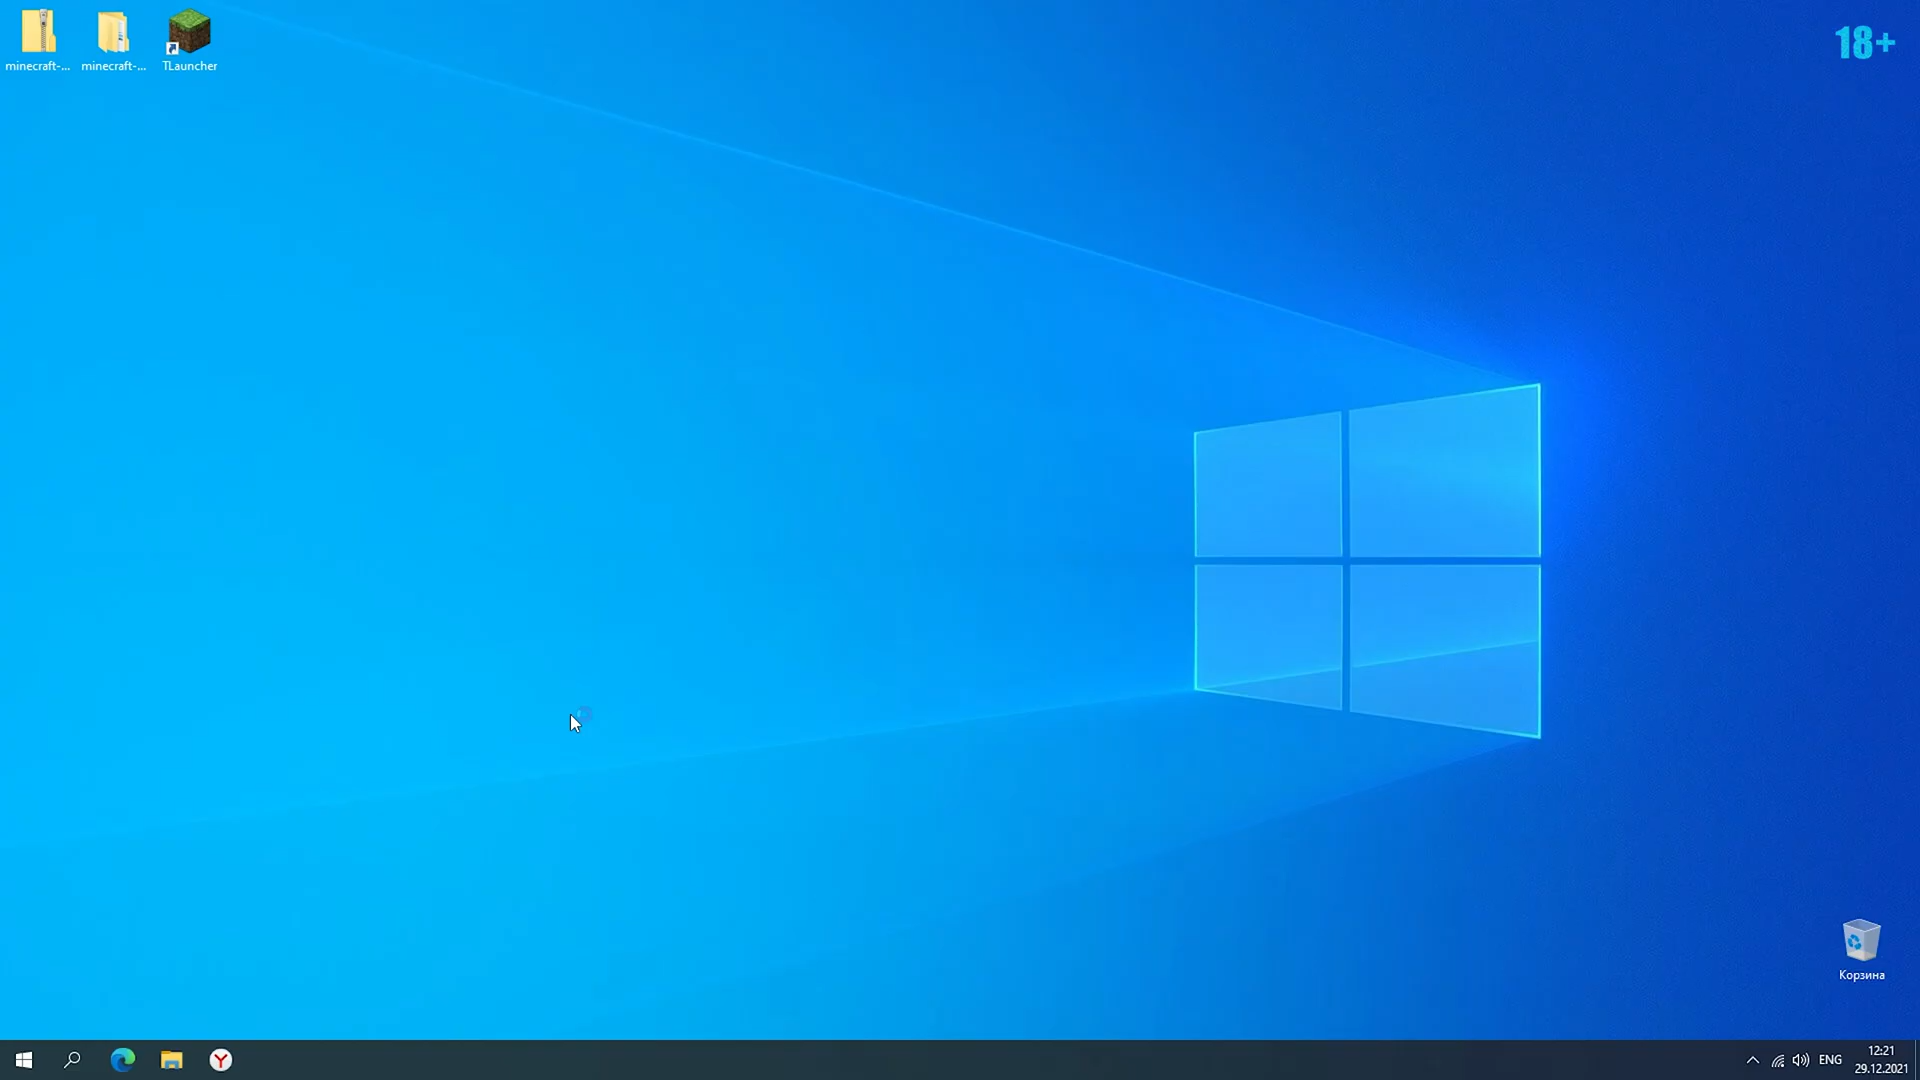 minecraft-...
minecraft-...
TLauncher
18+
Корзина
ENG
12:21
29.12.2021